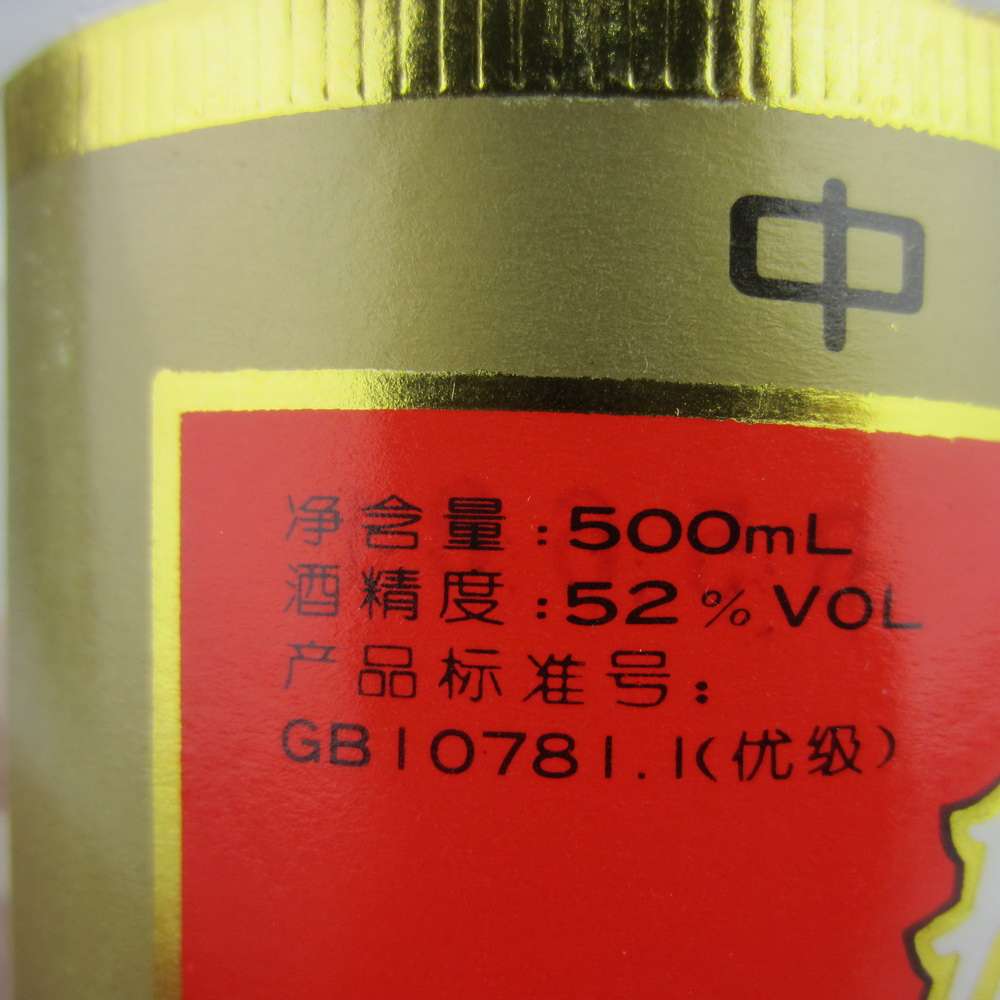 中
净含量:500mL
酒精度:52%VOL
产品标准号:
GB10781.1(优级)